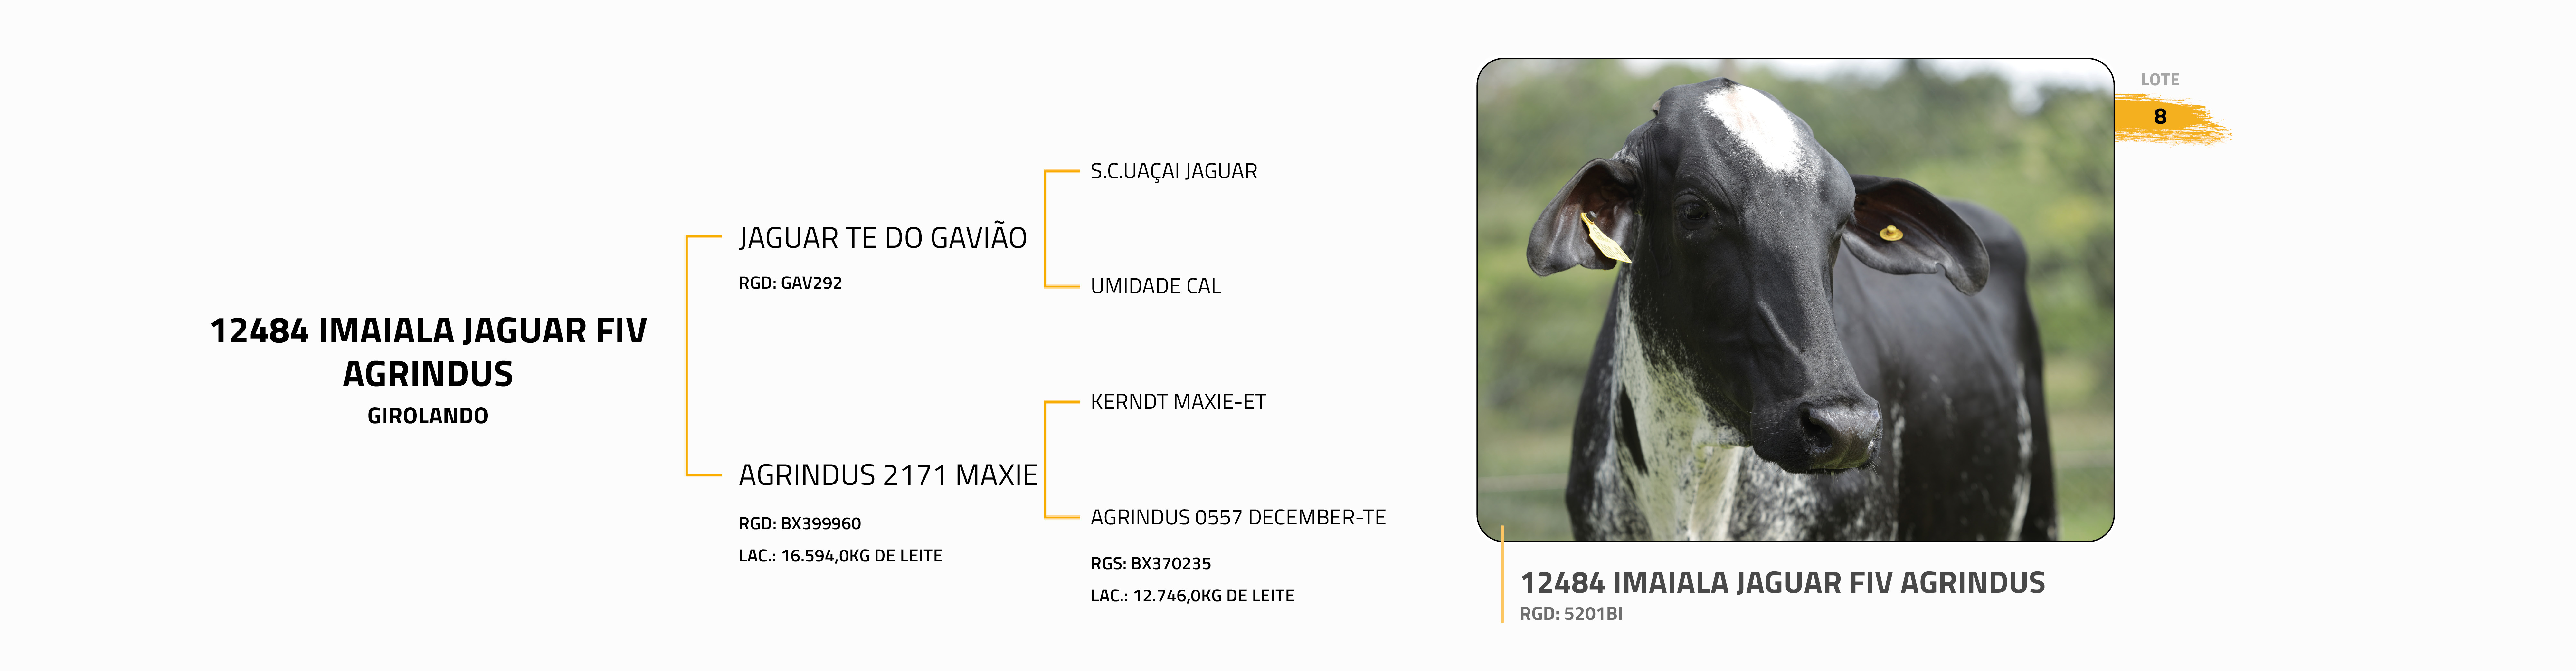 12484 IMAIALA JAGUAR FIV
AGRINDUS
GIROLANDO
JAGUAR TE DO GAVIÃO
RGD: GAV292
AGRINDUS 2171 MAXIE
RGD: BX399960
LAC.: 16.594,0KG DE LEITE
S.C.UAÇAI JAGUAR
UMIDADE CAL
KERNDT MAXIE-ET
AGRINDUS 0557 DECEMBER-TE
RGS: BX370235
LAC.: 12.746,0KG DE LEITE
LOTE
8
12484 IMAIALA JAGUAR FIV AGRINDUS
RGD: 5201BI